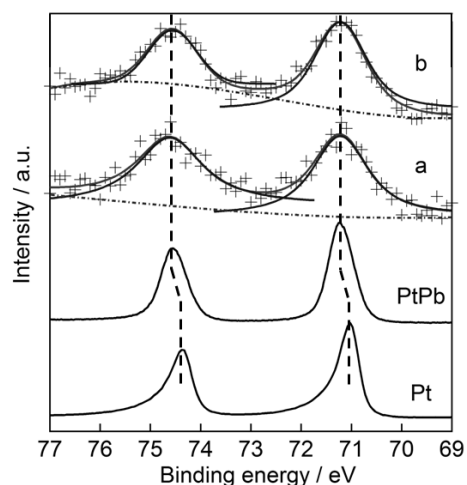 b
a
PtPb
Pt
Intensity / a.u.
77 76 75 74 73 72 71 70 69
Binding energy / eV